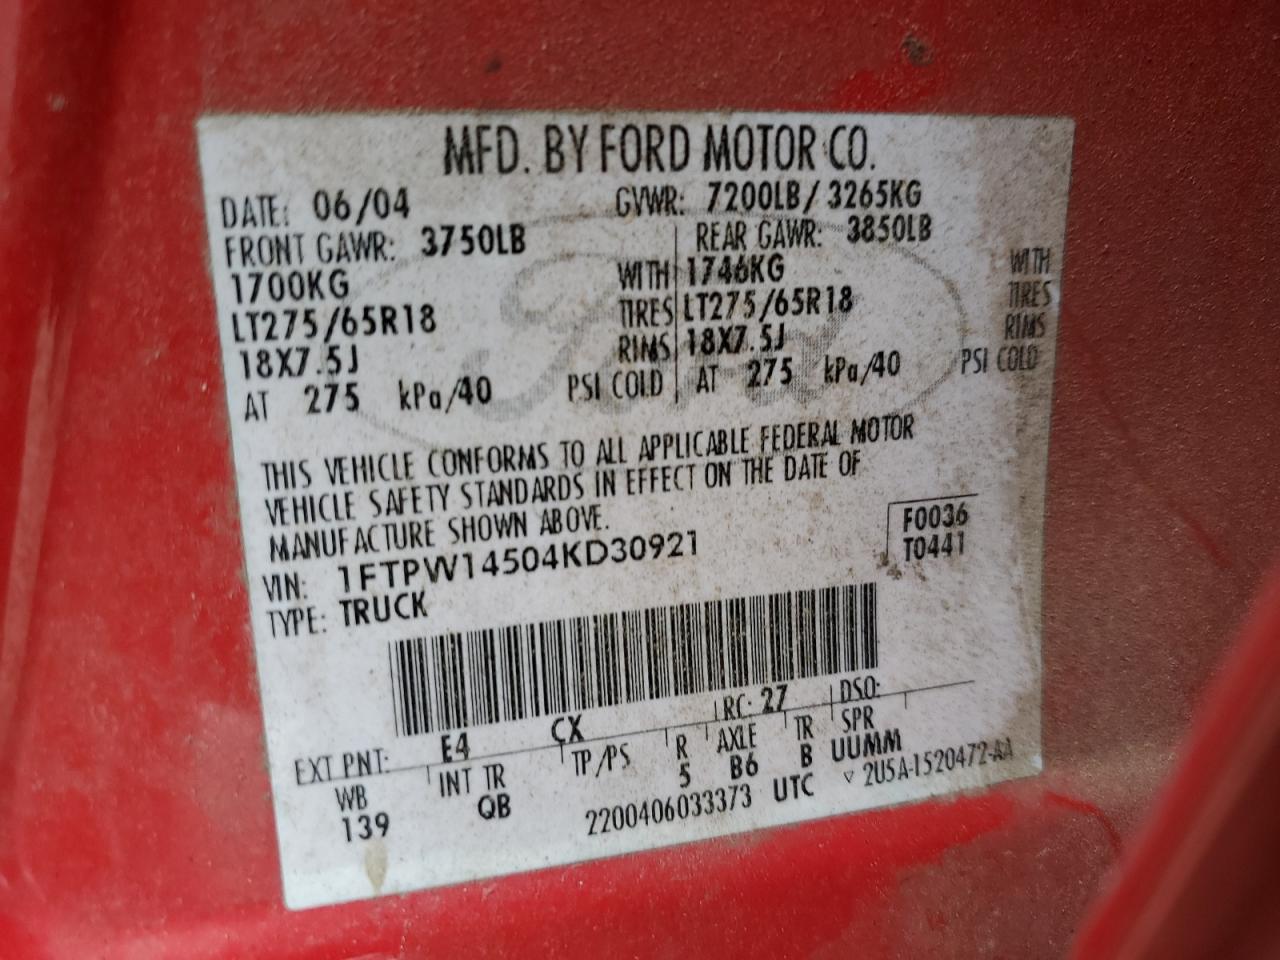 MFD. BY FORD MOTOR CO.
DATE: 06/04 GVWR: 7200LB/ 3265KG
FRONT GAWR: 3750LB REAR GAWR: 3850LB
1700KG WITH 1746KG WITH
LT275/65R18 TIRES LT275/65R18 TIRES
18X7.5J RIMS 18X7.5J RIMS
AT 275 kPa/40 PSI COLD AT 275 kPa/40 PSI COLD
THIS VEHICLE CONFORMS TO ALL APPLICABLE FEDERAL MOTOR
VEHICLE SAFETY STANDARDS IN EFFECT ON THE DATE OF
MANUFACTURE SHOWN ABOVE.
F0036
T0441
VIN: 1FTPW14504KD30921
TYPE: TRUCK
EXT PNT: E4 CX RC: 27 DSO:
WB INT TR TP/PS R AXLE TR SPR
139 QB 5 B6 B UUMM
2200406033373 UTC ▽ 2U5A-1520472-AA
Ford